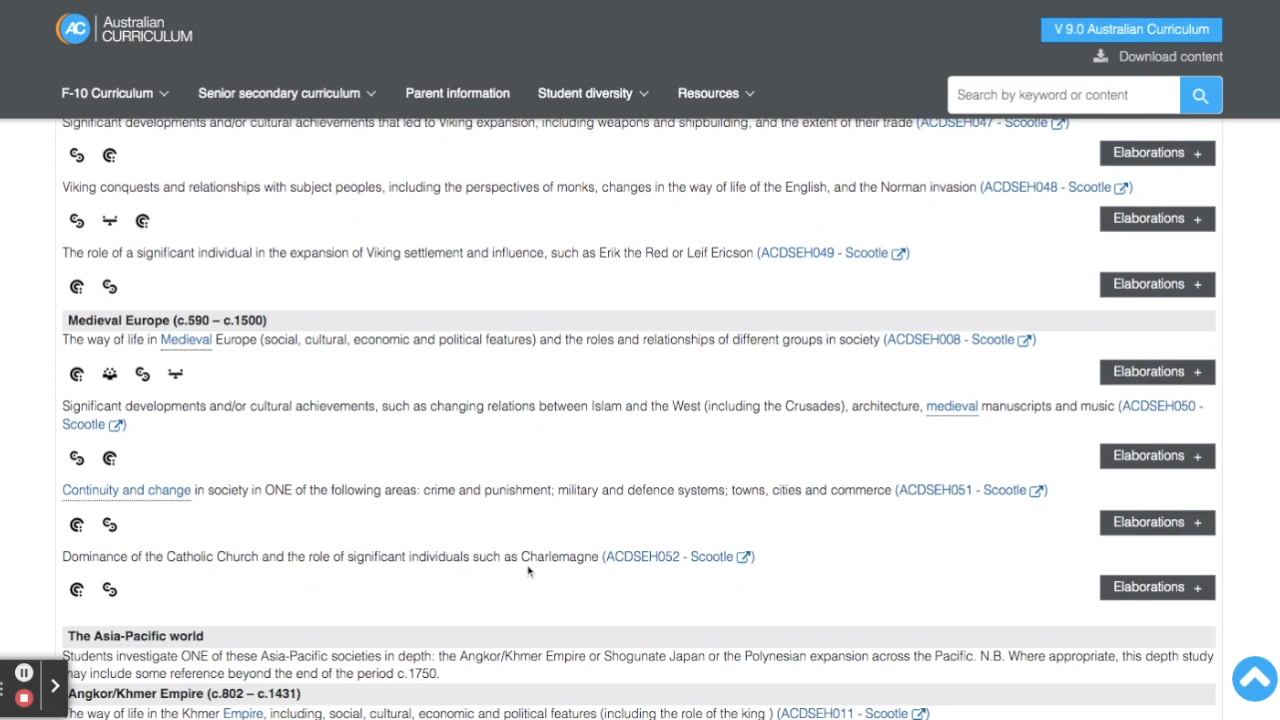 AC Australian
CURRICULUM
V 9.0 Australian Curriculum
Download content
F-10 Curriculum Senior secondary curriculum Parent information Student diversity Resources
Search by keyword or content
Significant developments and/or cultural achievements that led to Viking expansion, including weapons and shipbuilding, and the extent of their trade (ACDSEH047 - Scootle)
Elaborations +
Viking conquests and relationships with subject peoples, including the perspectives of monks, changes in the way of life of the English, and the Norman invasion (ACDSEH048 - Scootle)
Elaborations +
The role of a significant individual in the expansion of Viking settlement and influence, such as Erik the Red or Leif Ericson (ACDSEH049 - Scootle)
Elaborations +
Medieval Europe (c.590 – c.1500)
The way of life in Medieval Europe (social, cultural, economic and political features) and the roles and relationships of different groups in society (ACDSEH008 - Scootle)
Elaborations +
Significant developments and/or cultural achievements, such as changing relations between Islam and the West (including the Crusades), architecture, medieval manuscripts and music (ACDSEH050 -
Scootle)
Elaborations +
Continuity and change in society in ONE of the following areas: crime and punishment; military and defence systems; towns, cities and commerce (ACDSEH051 - Scootle)
Elaborations +
Dominance of the Catholic Church and the role of significant individuals such as Charlemagne (ACDSEH052 - Scootle)
Elaborations +
The Asia-Pacific world
Students investigate ONE of these Asia-Pacific societies in depth: the Angkor/Khmer Empire or Shogunate Japan or the Polynesian expansion across the Pacific. N.B. Where appropriate, this depth study
may include some reference beyond the end of the period c.1750.
Angkor/Khmer Empire (c.802 – c.1431)
The way of life in the Khmer Empire, including, social, cultural, economic and political features (including the role of the king ) (ACDSEH011 - Scootle)